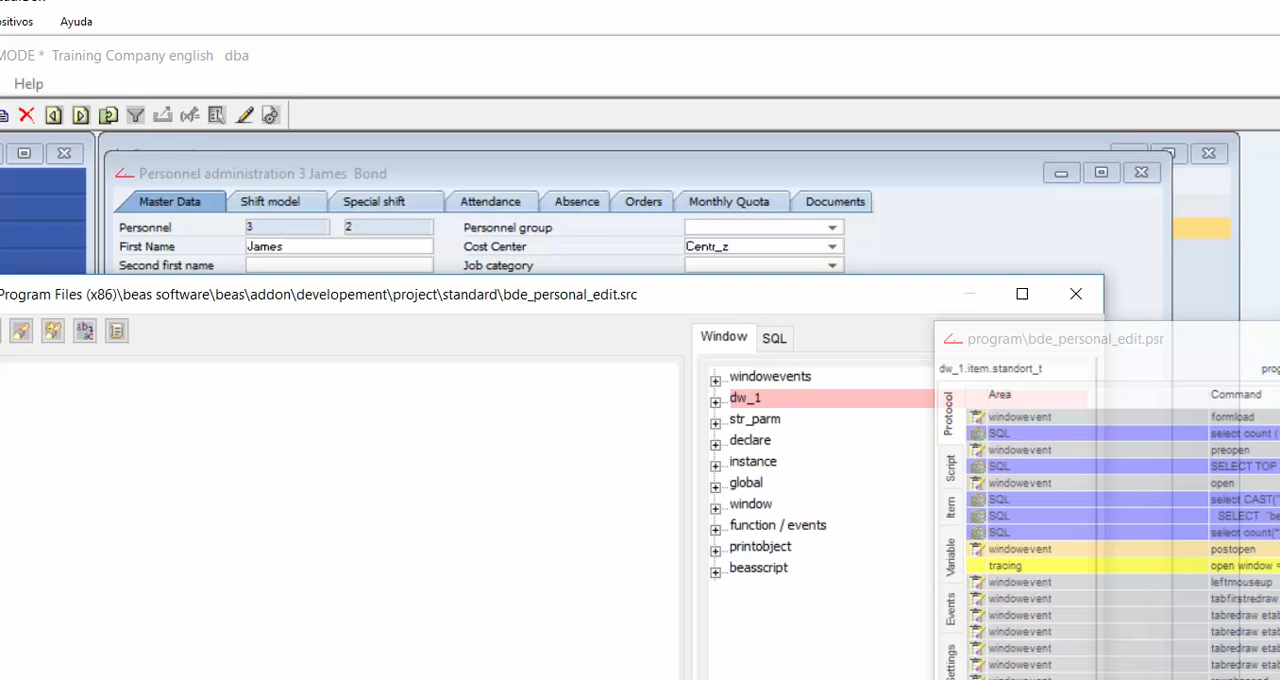 Ayuda
MODE * Training Company english dba
Help
Personnel administration 3 James Bond
Master Data Shift model Special shift Attendance Absence Orders Monthly Quota Documents
Personnel 3 2 Personnel group
First Name James Cost Center Centr_z
Second first name Job category
Program Files (x86)\beas software\beas\addon\developement\project\standard\bde_personal_edit.src
Window SQL
windowevents
dw_1
str_parm
declare
instance
global
window
function / events
printobject
beasscript
program\bde_personal_edit.psr
dw_1.item.standort_t
Protocol
Script
Item
Variable
Events
Area Command
windowevent formload
SQL select count (
windowevent preopen
SQL SELECT TOP
windowevent open
SQL select CAST("
SQL SELECT "be
SQL select count(*
windowevent postopen
tracing open window <
windowevent leftmouseup
windowevent tabfirstredraw
windowevent tabredraw etab
windowevent tabredraw etab
windowevent tabredraw etab
windowevent tabredraw etab